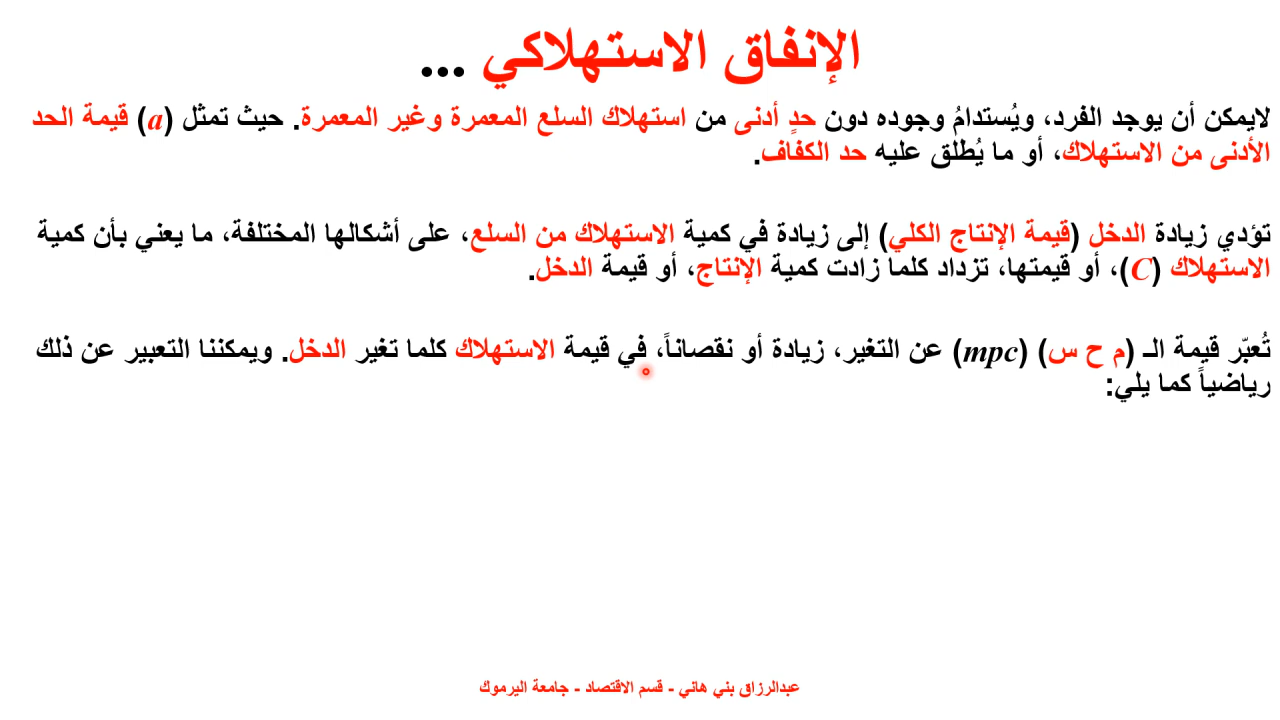 الإنفاق الاستهلاكي ...
لايمكن أن يوجد الفرد، ويُستدامُ وجوده دون حدٍ أدنى من استهلاك السلع المعمرة وغير المعمرة. حيث تمثل (a) قيمة الحد
الأدنى من الاستهلاك، أو ما يُطلق عليه حد الكفاف.
تؤدي زيادة الدخل (قيمة الإنتاج الكلي) إلى زيادة في كمية الاستهلاك من السلع، على أشكالها المختلفة، ما يعني بأن كمية
الاستهلاك (C)، أو قيمتها، تزداد كلما زادت كمية الإنتاج، أو قيمة الدخل.
تُعبّر قيمة الـ (م ح س) (mpc) عن التغير، زيادة أو نقصاناً، في قيمة الاستهلاك كلما تغير الدخل. ويمكننا التعبير عن ذلك
رياضياً كما يلي:
عبدالرزاق بني هاني - قسم الاقتصاد - جامعة اليرموك